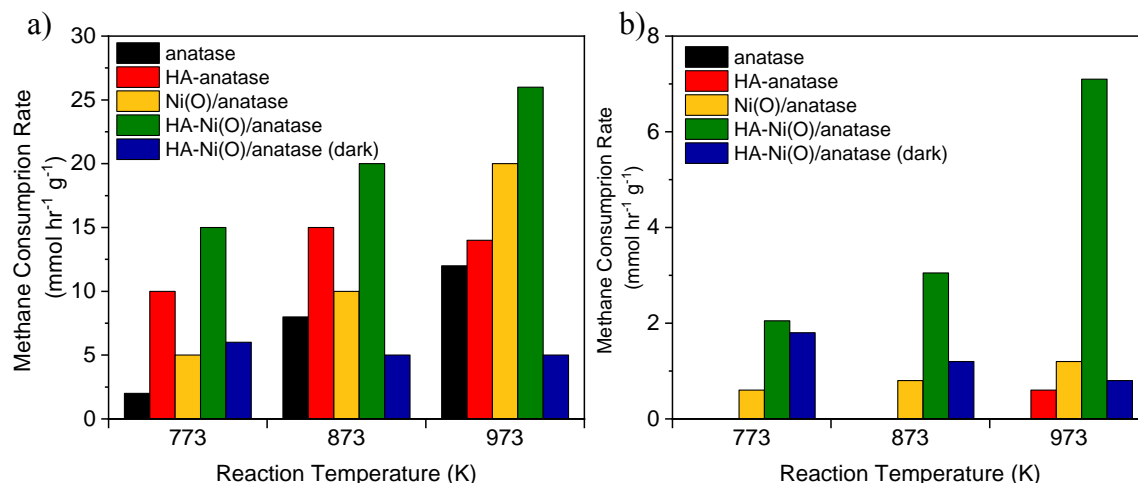 a)
30
25
20
15
10
5
0
Methane Consumprion Rate
(mmol hr⁻¹ g⁻¹)
anatase
HA-anatase
Ni(O)/anatase
HA-Ni(O)/anatase
HA-Ni(O)/anatase (dark)
773 873 973
Reaction Temperature (K)
b)
8
6
4
2
0
Methane Consumprion Rate
(mmol hr⁻¹ g⁻¹)
anatase
HA-anatase
Ni(O)/anatase
HA-Ni(O)/anatase
HA-Ni(O)/anatase (dark)
773 873 973
Reaction Temperature (K)